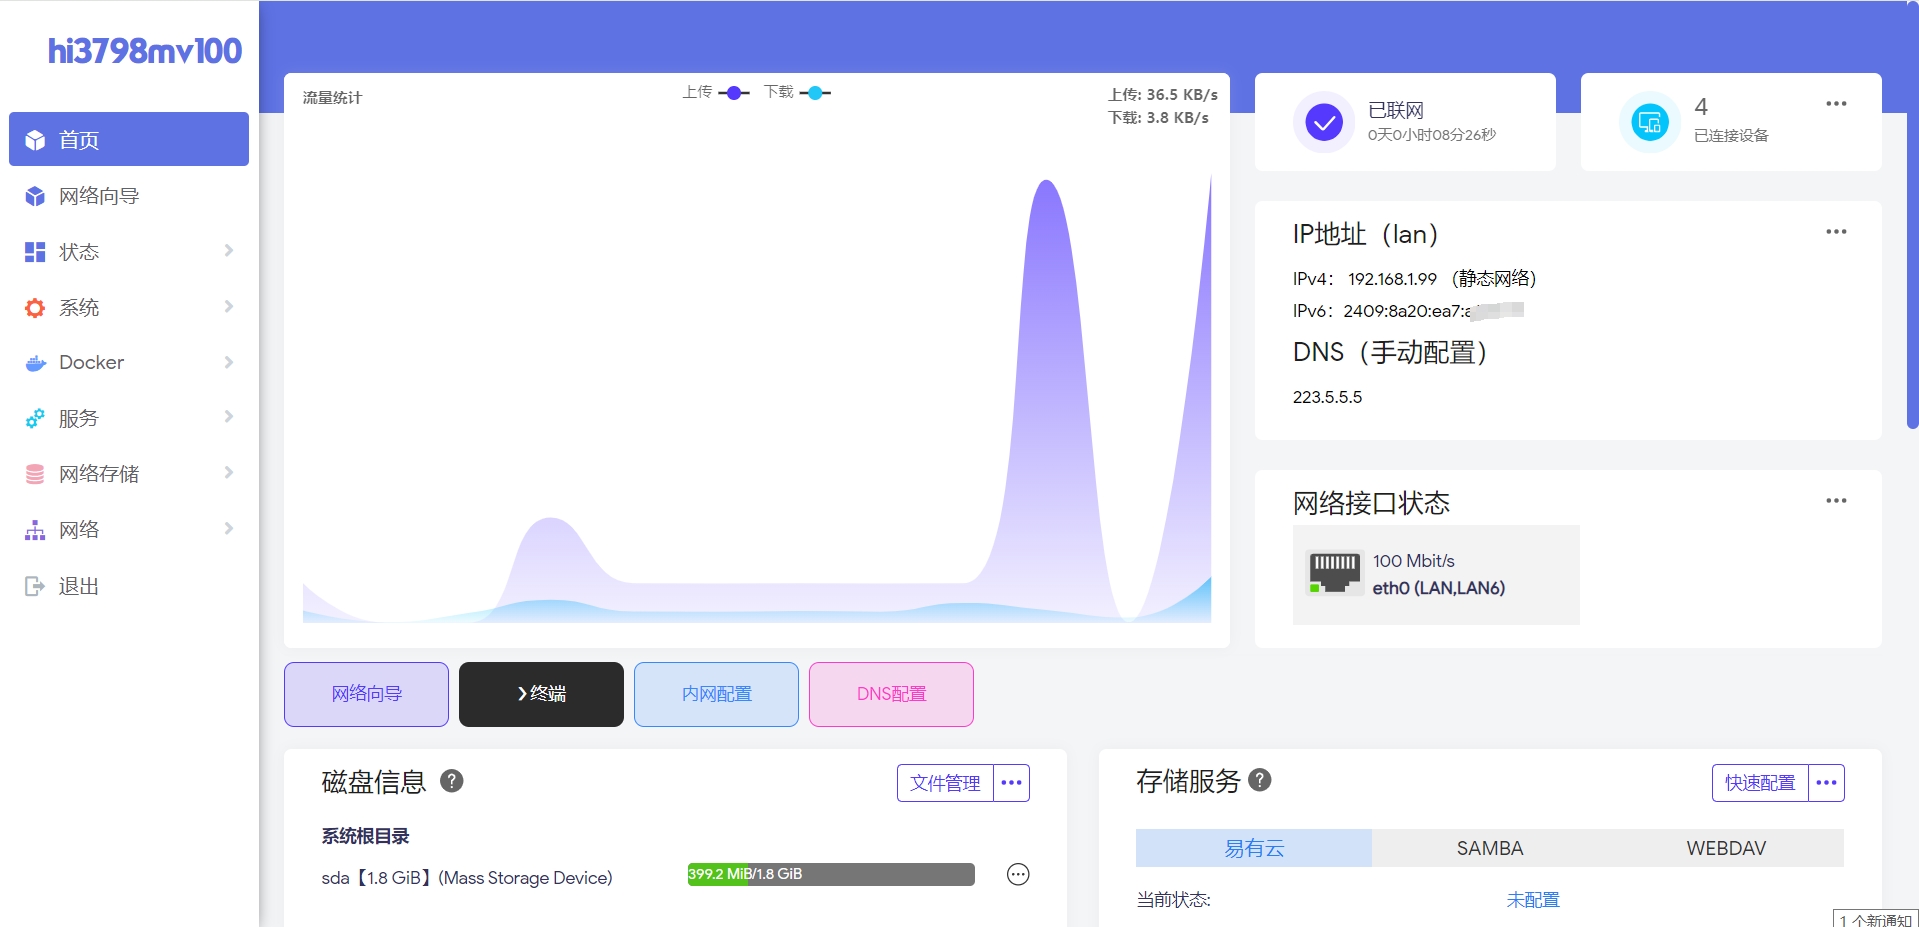 hi3798mv100
首页
网络向导
状态
系统
Docker
服务
网络存储
网络
退出
流量统计
上传
下载
上传: 36.5 KB/s
下载: 3.8 KB/s
已联网
0天0小时08分26秒
4
已连接设备
IP地址（lan）
IPv4： 192.168.1.99 （静态网络）
IPv6：2409:8a20:ea7:
DNS（手动配置）
223.5.5.5
网络接口状态
100 Mbit/s
eth0 (LAN,LAN6)
网络向导
❯终端
内网配置
DNS配置
磁盘信息 ?
文件管理
系统根目录
sda【1.8 GiB】(Mass Storage Device)
399.2 MiB/1.8 GiB
存储服务 ?
快速配置
易有云
SAMBA
WEBDAV
当前状态:
未配置
1 个新通知